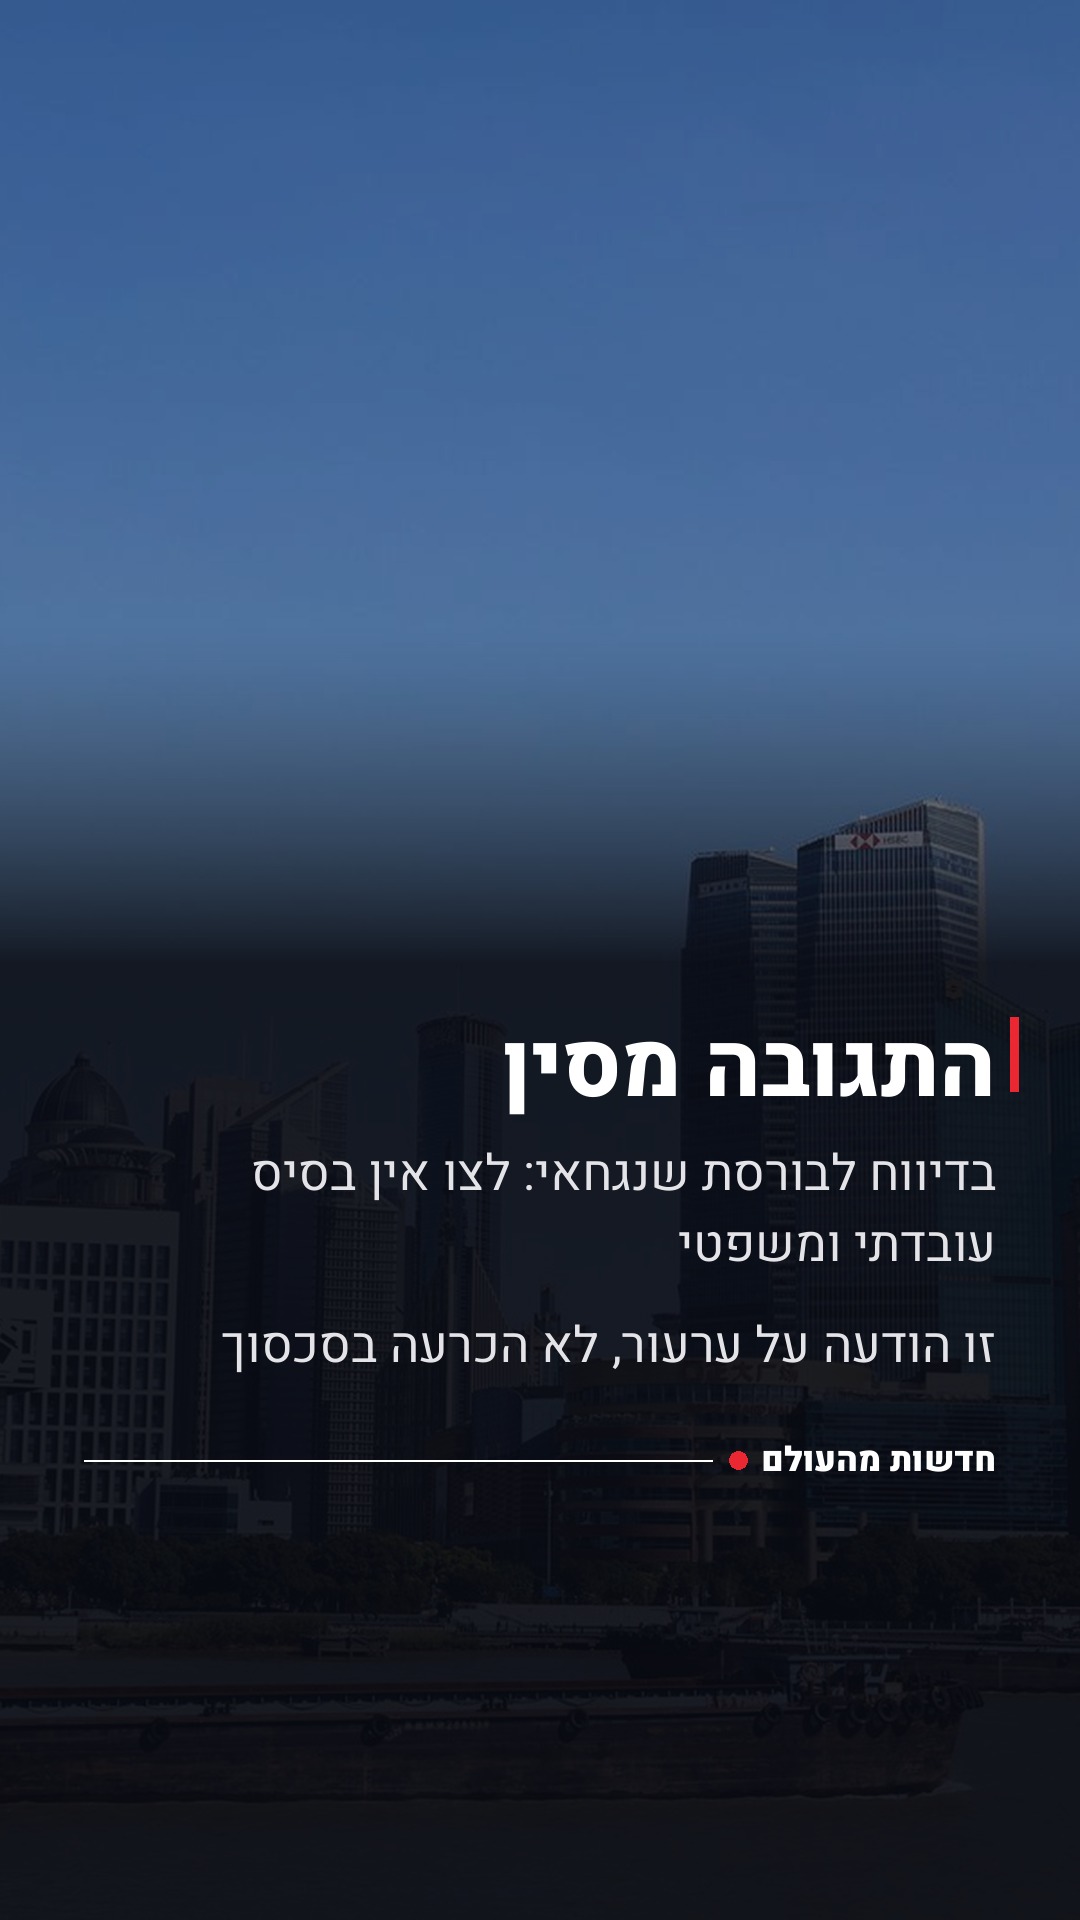 HSBC
התגובה מסין
בדיווח לבורסת שנגחאי: לצו אין בסיס
עובדתי ומשפטי
זו הודעה על ערעור, לא הכרעה בסכסוך
חדשות מהעולם